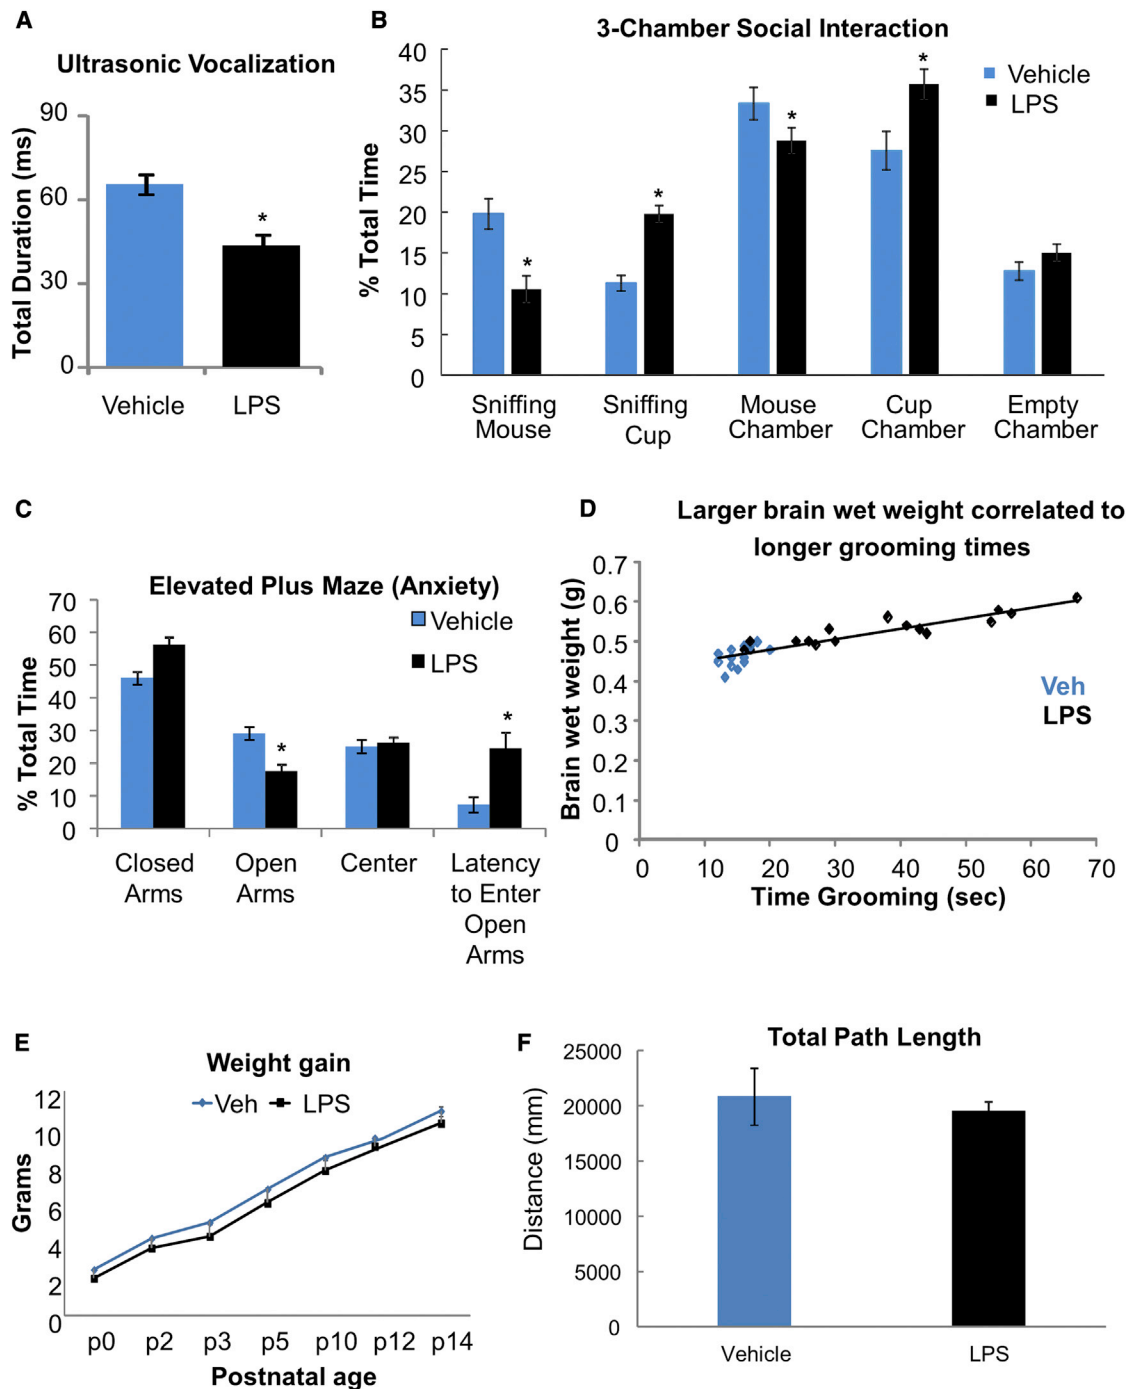 A
Ultrasonic Vocalization
Total Duration (ms)
90
60
30
0
*
Vehicle LPS
B
3-Chamber Social Interaction
% Total Time
40
35
30
25
20
15
10
5
0
Vehicle
LPS
* * * *
Sniffing Mouse
Sniffing Cup
Mouse Chamber
Cup Chamber
Empty Chamber
C
Elevated Plus Maze (Anxiety)
% Total Time
70
60
50
40
30
20
10
0
Vehicle
LPS
* *
Closed Arms
Open Arms
Center
Latency to Enter Open Arms
D
Larger brain wet weight correlated to
longer grooming times
Brain wet weight (g)
0.7
0.6
0.5
0.4
0.3
0.2
0.1
0
Veh
LPS
0 10 20 30 40 50 60 70
Time Grooming (sec)
E
Weight gain
Veh LPS
Grams
12
10
8
6
4
2
0
p0 p2 p3 p5 p10 p12 p14
Postnatal age
F
Total Path Length
Distance (mm)
25000
20000
15000
10000
5000
0
Vehicle LPS